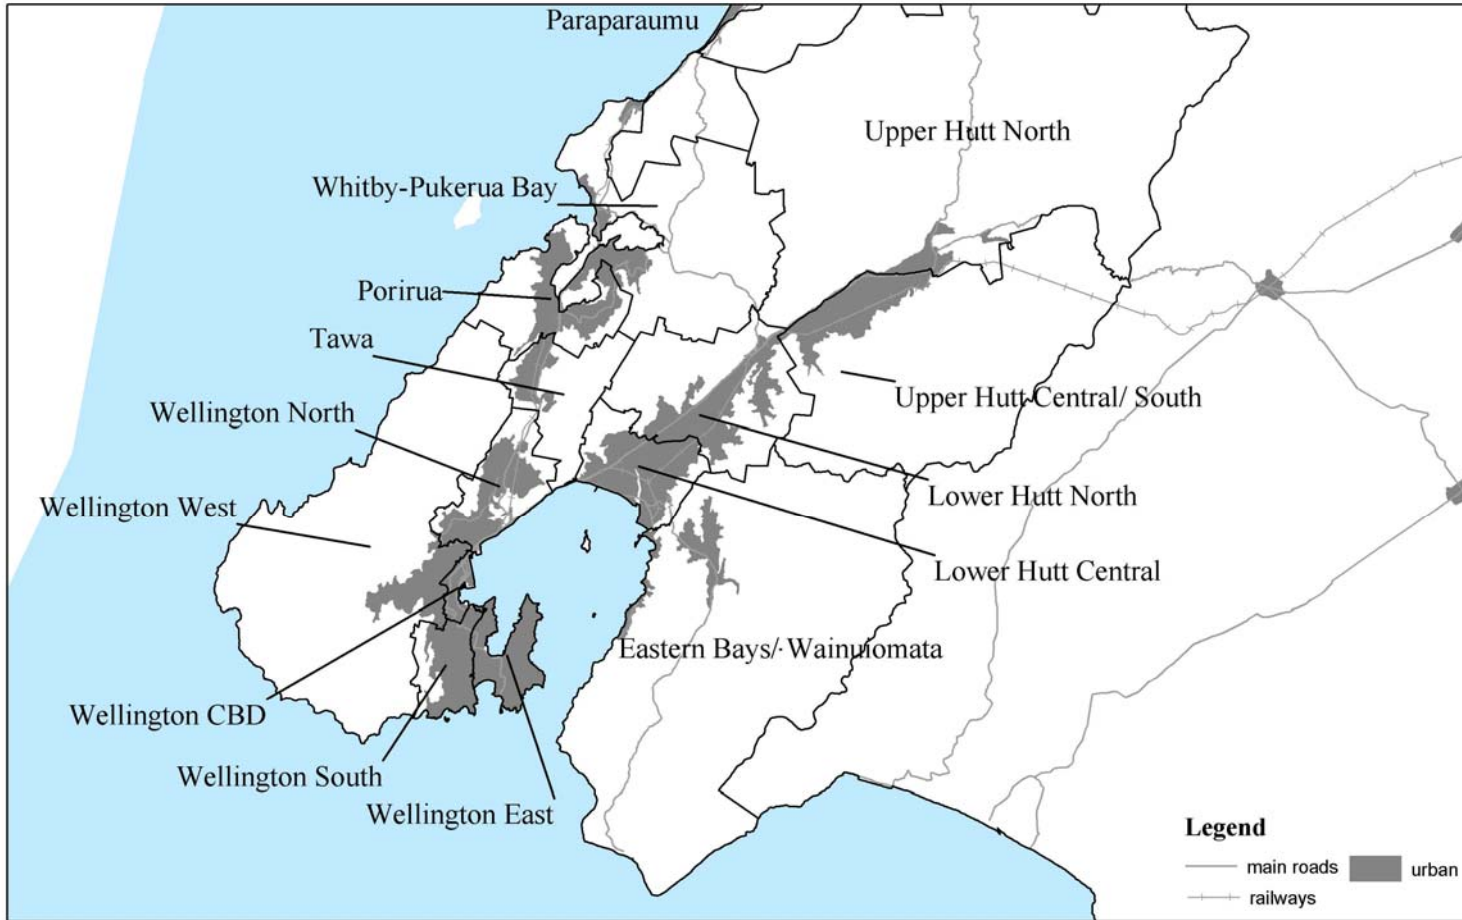 Paraparaumu
Upper Hutt North
Whitby-Pukerua Bay
Porirua
Tawa
Upper Hutt Central/ South
Wellington North
Lower Hutt North
Wellington West
Lower Hutt Central
Eastern Bays/ Wainuiomata
Wellington CBD
Wellington South
Wellington East
Legend
main roads
urban
railways